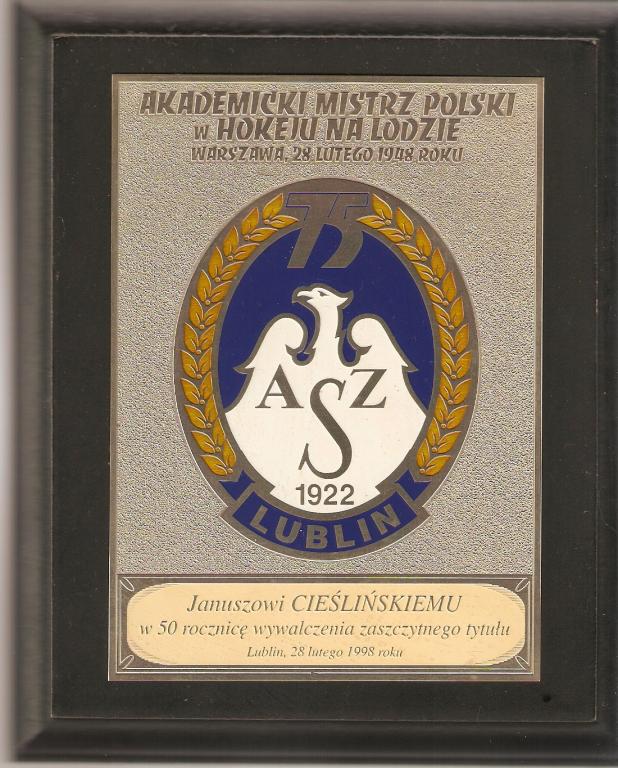 AKADEMICKI MISTRZ POLSKI
w HOKEJU NA LODZIE
WARSZAWA, 28 LUTEGO 1948 ROKU
75
AZS
1922
LUBLIN
Januszowi CIEŚLIŃSKIEMU
w 50 rocznicę wywalczenia zaszczytnego tytułu
Lublin, 28 lutego 1998 roku